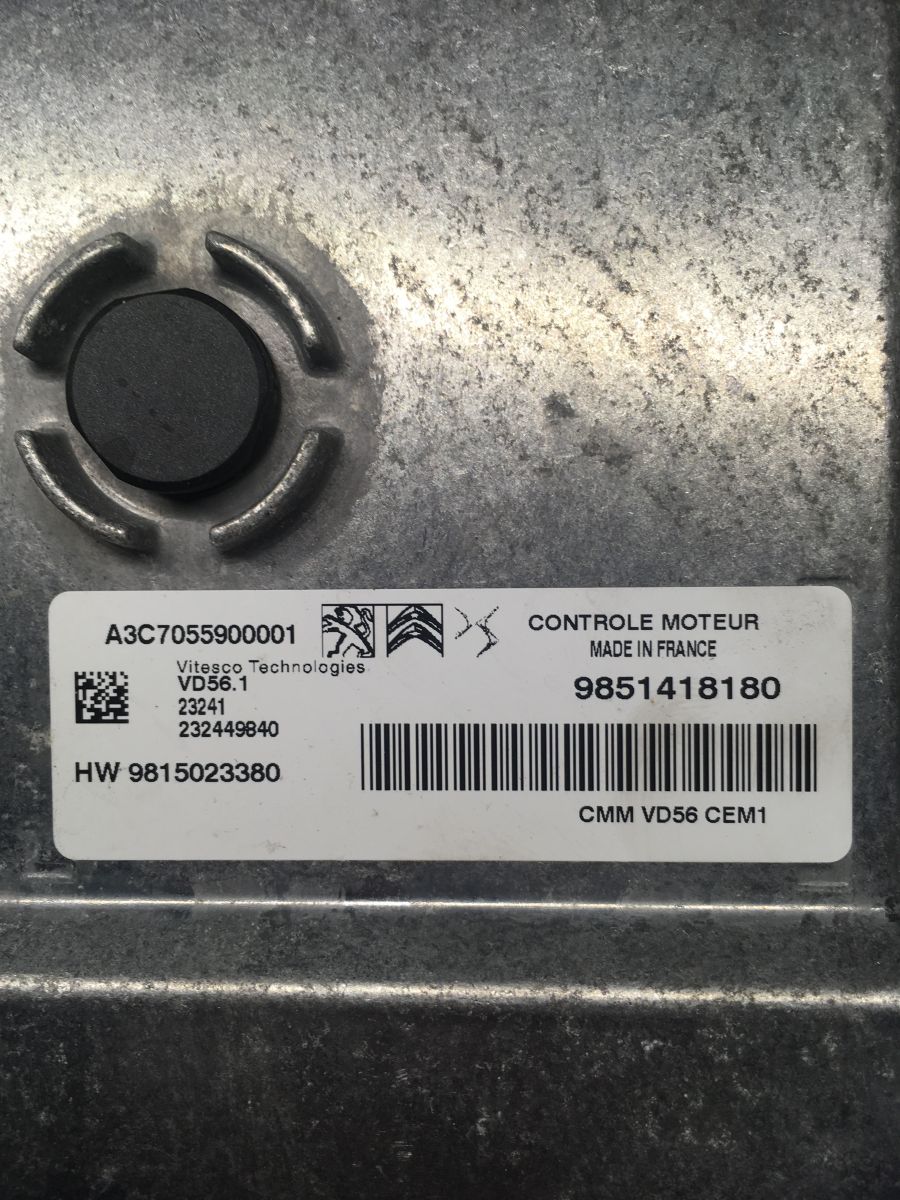 A3C7055900001
CONTROLE MOTEUR
MADE IN FRANCE
Vitesco Technologies
VD56.1
9851418180
23241
232449840
HW 9815023380
CMM VD56 CEM1